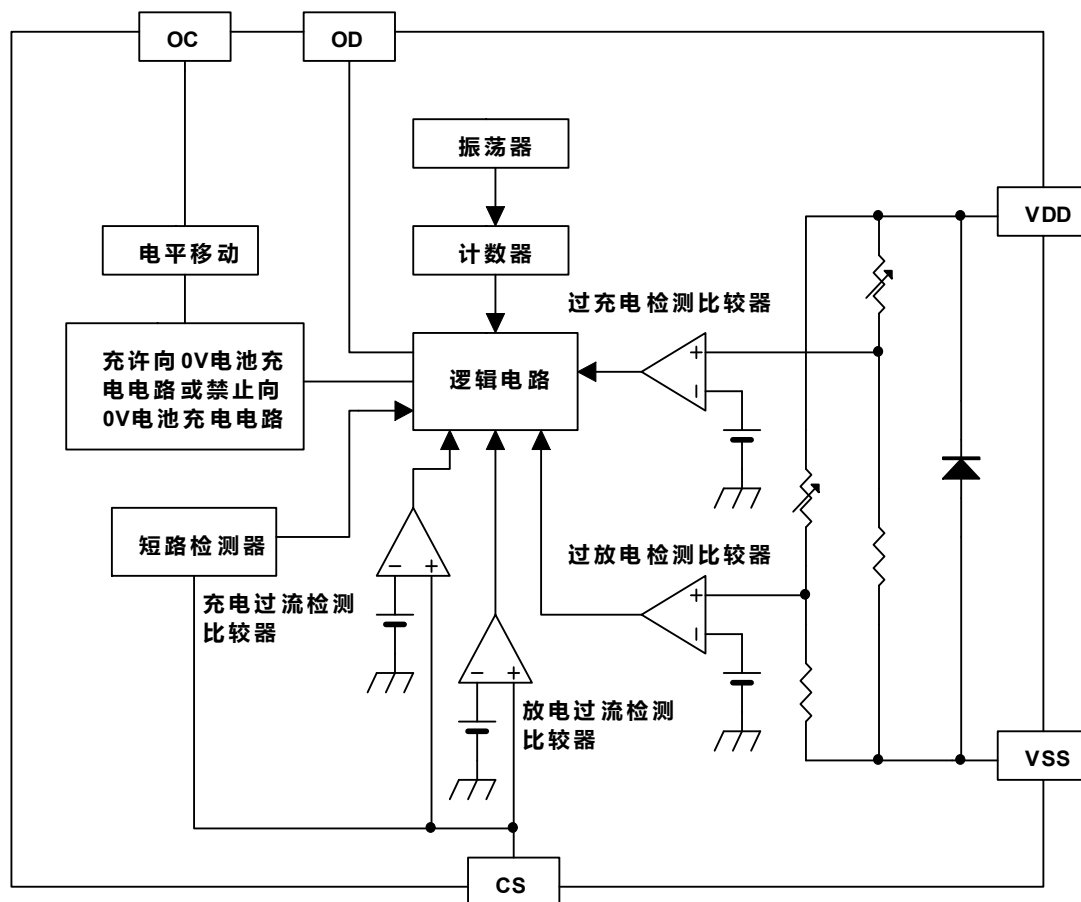 OC
OD
振荡器
VDD
电平移动
计数器
过充电检测比较器
充许向0V电池充
电电路或禁止向
0V电池充电电路
逻辑电路
+
-
短路检测器
过放电检测比较器
- +
+
-
充电过流检测
比较器
- +
放电过流检测
比较器
VSS
CS